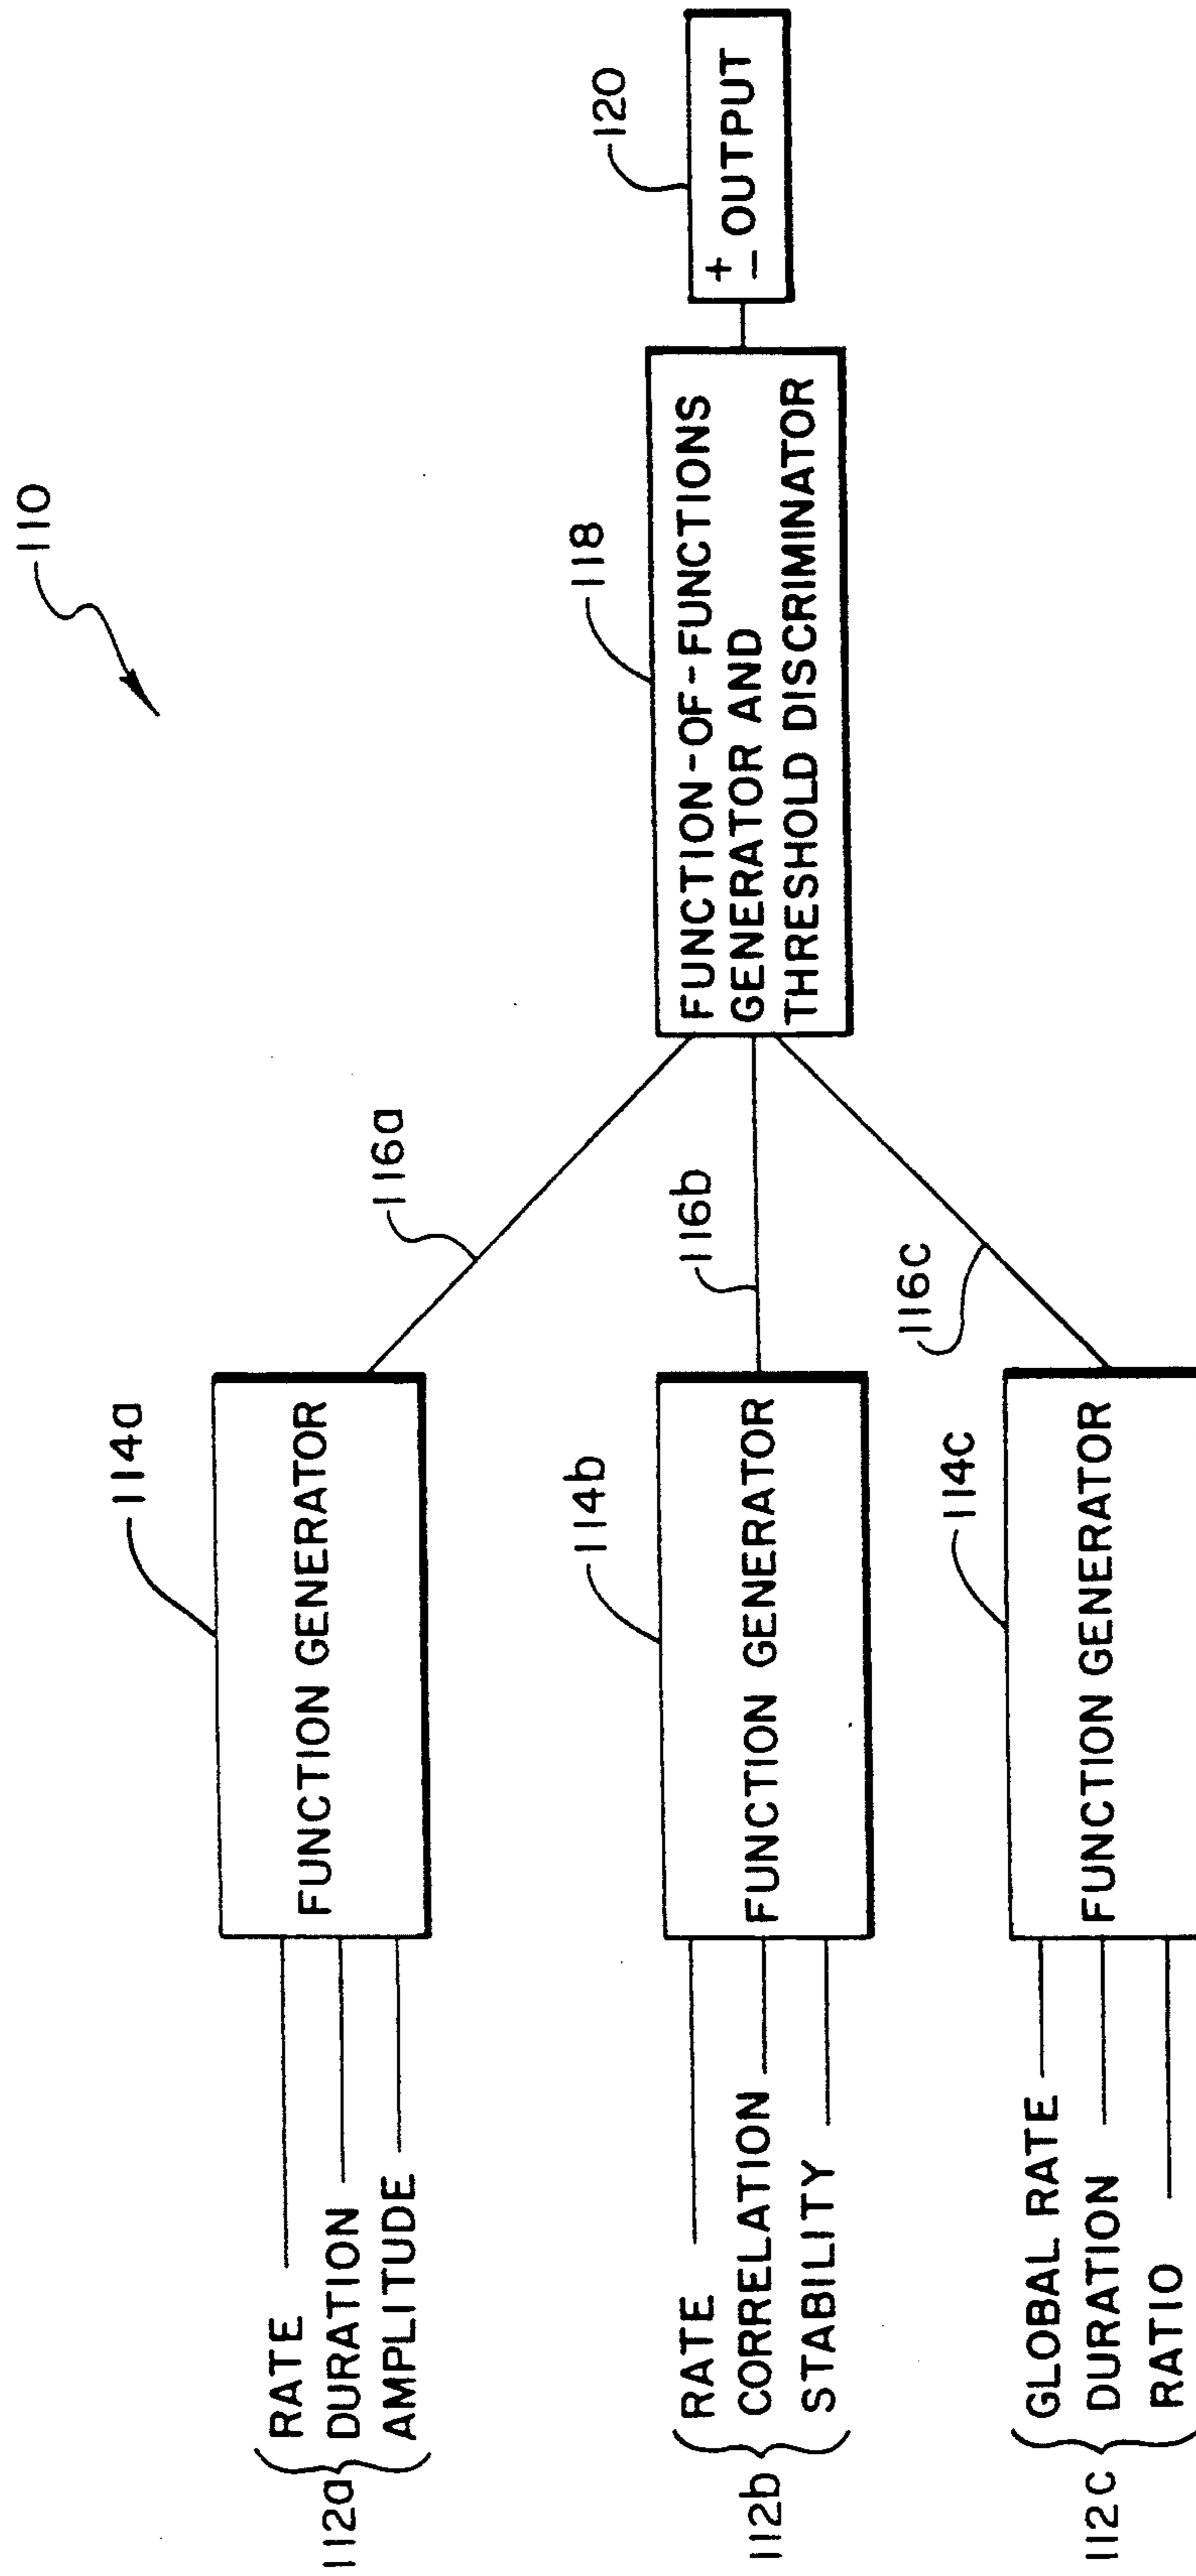 110
112a
RATE
DURATION
AMPLITUDE
114a
FUNCTION GENERATOR
116a
112b
RATE
CORRELATION
STABILITY
114b
FUNCTION GENERATOR
116b
112c
GLOBAL RATE
DURATION
RATIO
114c
FUNCTION GENERATOR
116c
118
FUNCTION-OF-FUNCTIONS
GENERATOR AND
THRESHOLD DISCRIMINATOR
120
± OUTPUT